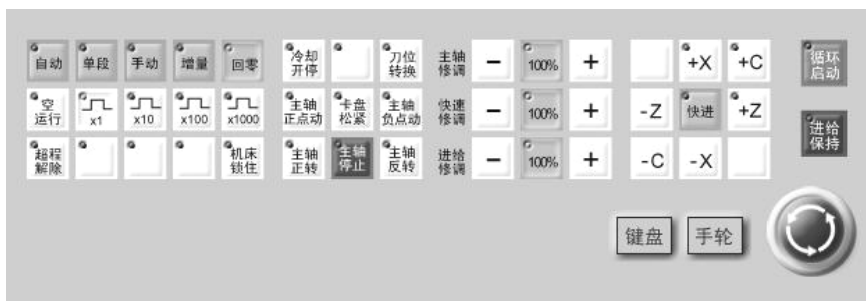 自动 单段 手动 增量 回零 冷却 开停 刀位 转换 主轴 修调 − 100% + +X +C 循环 启动
空 运行 x1 x10 x100 x1000 主轴 正点动 卡盘 松紧 主轴 负点动 快速 修调 − 100% + -Z 快进 +Z 进给 保持
超程 解除 机床 锁住 主轴 正转 主轴 停止 主轴 反转 进给 修调 − 100% + -C -X
键盘 手轮